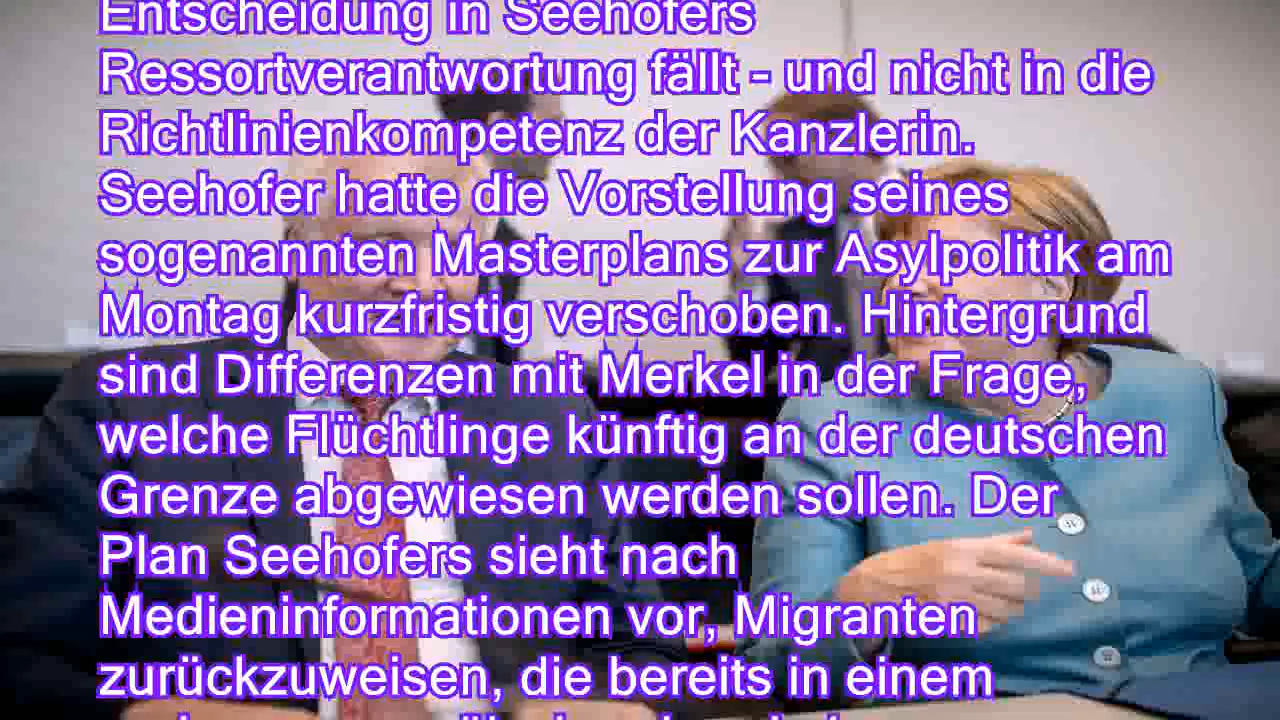 Entscheidung in Seehofers
Ressortverantwortung fällt - und nicht in die
Richtlinienkompetenz der Kanzlerin.
Seehofer hatte die Vorstellung seines
sogenannten Masterplans zur Asylpolitik am
Montag kurzfristig verschoben. Hintergrund
sind Differenzen mit Merkel in der Frage,
welche Flüchtlinge künftig an der deutschen
Grenze abgewiesen werden sollen. Der
Plan Seehofers sieht nach
Medieninformationen vor, Migranten
zurückzuweisen, die bereits in einem